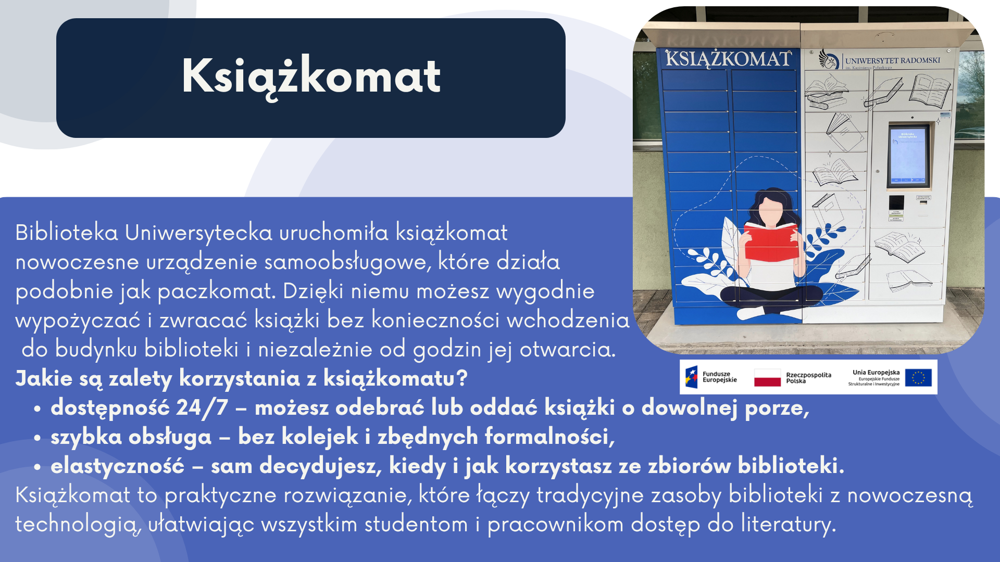 Książkomat
KSIĄŻKOMAT
UNIWERSYTET RADOMSKI
im. Kazimierza Pułaskiego
Biblioteka
Uniwersytecka
Biblioteka Uniwersytecka uruchomiła książkomat
nowoczesne urządzenie samoobsługowe, które działa
podobnie jak paczkomat. Dzięki niemu możesz wygodnie
wypożyczać i zwracać książki bez konieczności wchodzenia
do budynku biblioteki i niezależnie od godzin jej otwarcia.
Fundusze
Europejskie
Rzeczpospolita
Polska
Unia Europejska
Europejskie Fundusze
Strukturalne i Inwestycyjne
Jakie są zalety korzystania z książkomatu?
• dostępność 24/7 – możesz odebrać lub oddać książki o dowolnej porze,
• szybka obsługa – bez kolejek i zbędnych formalności,
• elastyczność – sam decydujesz, kiedy i jak korzystasz ze zbiorów biblioteki.
Książkomat to praktyczne rozwiązanie, które łączy tradycyjne zasoby biblioteki z nowoczesną
technologią, ułatwiając wszystkim studentom i pracownikom dostęp do literatury.